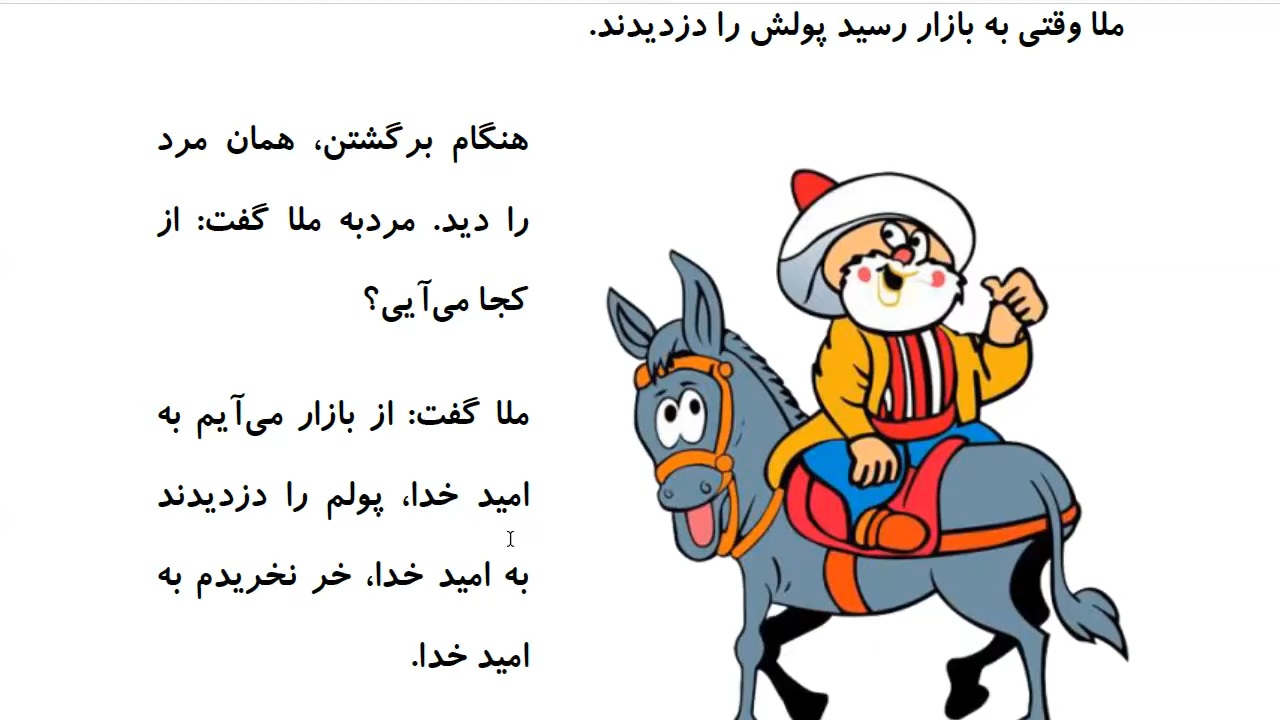 ملا وقتی به بازار رسید پولش را دزدیدند.
هنگام برگشتن، همان مرد
را دید. مردبه ملا گفت: از
کجا می‌آیی؟
ملا گفت: از بازار می‌آیم به
امید خدا، پولم را دزدیدند
به امید خدا، خر نخریدم به
امید خدا.